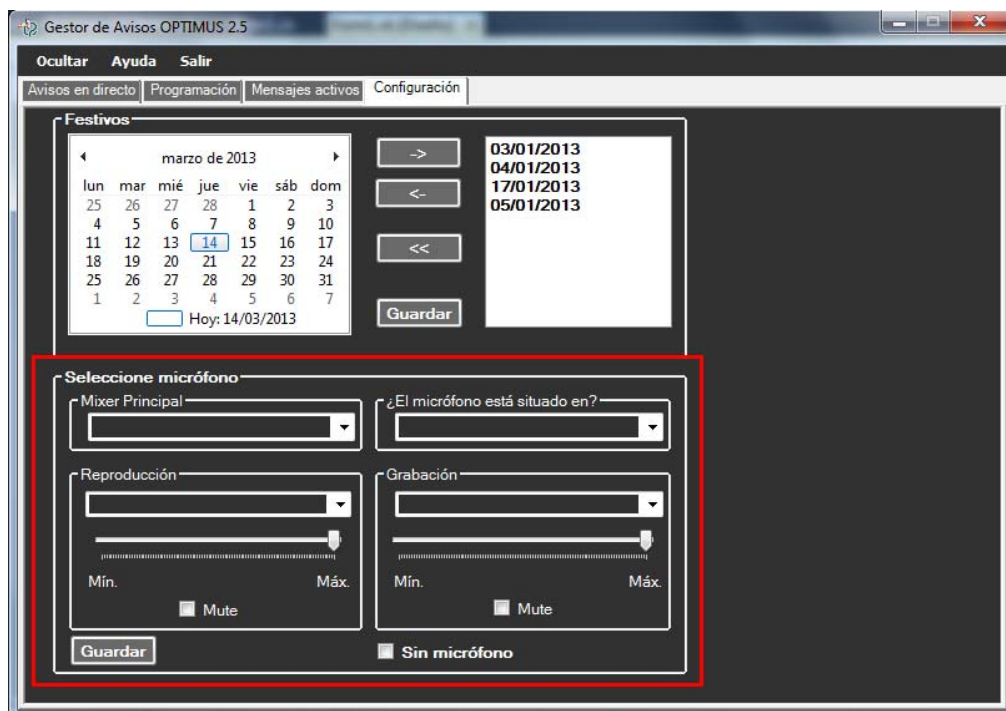 Gestor de Avisos OPTIMUS 2.5
Ocultar Ayuda Salir
Avisos en directo Programación Mensajes activos Configuración
Festivos
marzo de 2013
lun mar mié jue vie sáb dom
25 26 27 28 1 2 3
4 5 6 7 8 9 10
11 12 13 14 15 16 17
18 19 20 21 22 23 24
25 26 27 28 29 30 31
1 2 3 4 5 6 7
Hoy: 14/03/2013
->
<-
<<
Guardar
03/01/2013
04/01/2013
17/01/2013
05/01/2013
Seleccione micrófono
Mixer Principal
¿El micrófono está situado en?
Reproducción
Mín. Máx.
Mute
Grabación
Mín. Máx.
Mute
Guardar
Sin micrófono